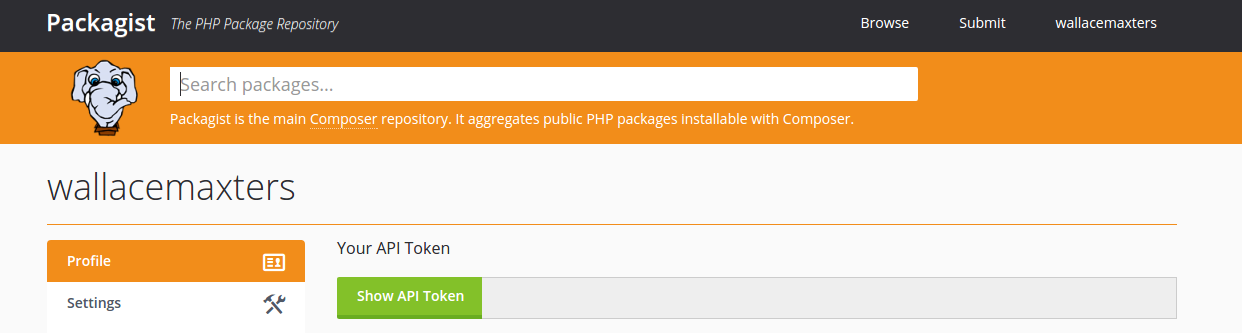 Packagist The PHP Package Repository Browse Submit wallacemaxters
Search packages...
Packagist is the main Composer repository. It aggregates public PHP packages installable with Composer.
wallacemaxters
Profile
Settings
Your API Token
Show API Token